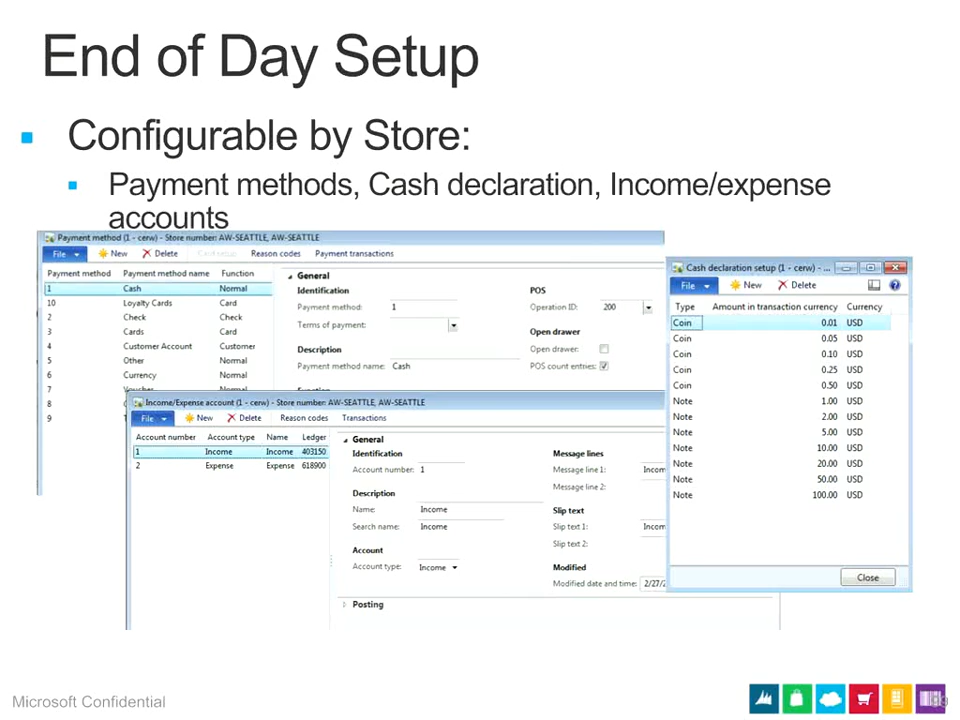 End of Day Setup
Configurable by Store:
Payment methods, Cash declaration, Income/expense
accounts
Payment method (1 - cerw) - Store number: AW-SEATTLE, AW-SEATTLE
File New Delete Card setup Reason codes Payment transactions
Payment method Payment method name Function
1 Cash Normal
10 Loyalty Cards Card
2 Check Check
3 Cards Card
4 Customer Account Customer
5 Other Normal
6 Currency Normal
7 Voucher Normal
8
9
General
Identification
Payment method: 1
Terms of payment:
Description
Payment method name: Cash
Function
POS
Operation ID: 200
Open drawer
Open drawer:
POS count entries:
Income/Expense account (1 - cerw) - Store number: AW-SEATTLE, AW-SEATTLE
File New Delete Reason codes Transactions
Account number Account type Name Ledger
1 Income Income 403150
2 Expense Expense 618900
General
Identification
Account number: 1
Description
Name: Income
Search name: Income
Account
Account type: Income
Posting
Message lines
Message line 1: Incom
Message line 2:
Slip text
Slip text 1: Incom
Slip text 2:
Modified
Modified date and time: 2/27/2
Cash declaration setup (1 - cerw) - ...
File New Delete
Type Amount in transaction currency Currency
Coin 0.01 USD
Coin 0.05 USD
Coin 0.10 USD
Coin 0.25 USD
Coin 0.50 USD
Note 1.00 USD
Note 2.00 USD
Note 5.00 USD
Note 10.00 USD
Note 20.00 USD
Note 50.00 USD
Note 100.00 USD
Close
Microsoft Confidential